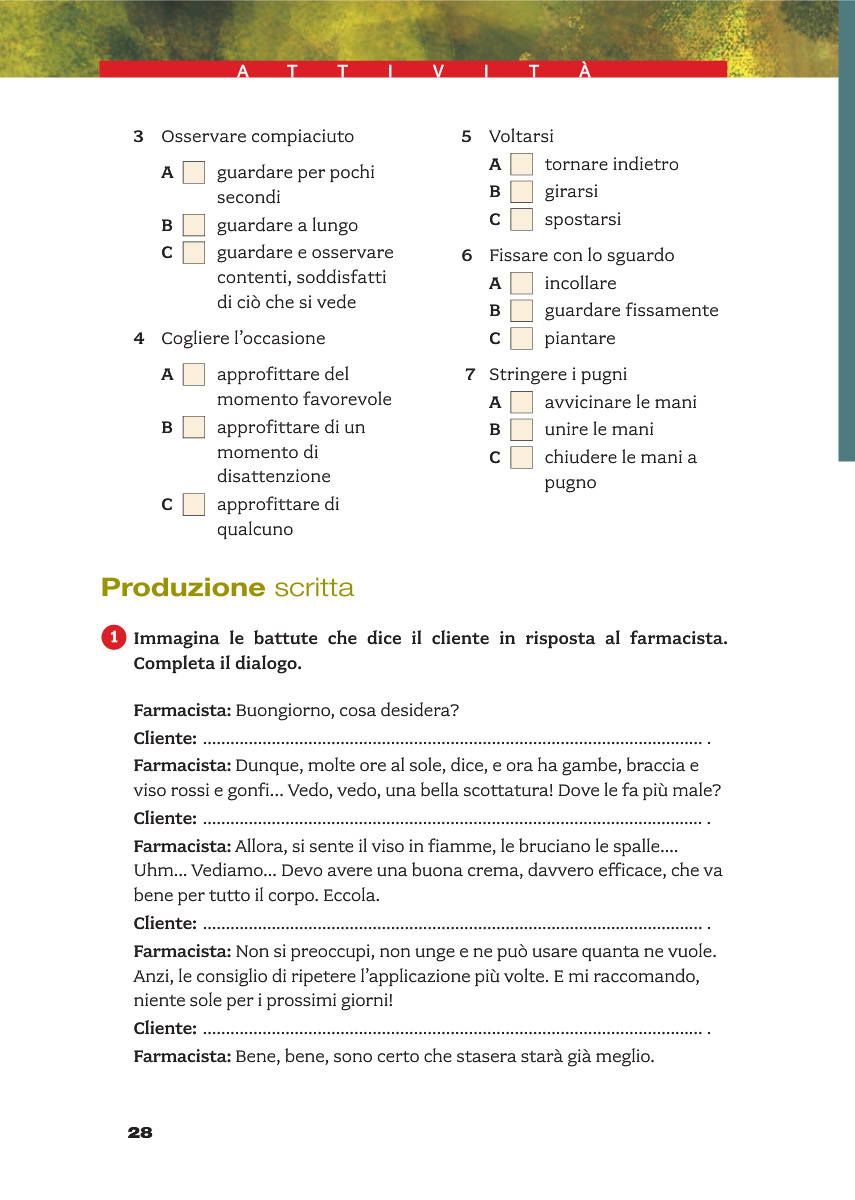 ATTIVITÀ
3 Osservare compiaciuto
A guardare per pochi
secondi
B guardare a lungo
C guardare e osservare
contenti, soddisfatti
di ciò che si vede
4 Cogliere l'occasione
A approfittare del
momento favorevole
B approfittare di un
momento di
disattenzione
C approfittare di
qualcuno
5 Voltarsi
A tornare indietro
B girarsi
C spostarsi
6 Fissare con lo sguardo
A incollare
B guardare fissamente
C piantare
7 Stringere i pugni
A avvicinare le mani
B unire le mani
C chiudere le mani a
pugno
Produzione scritta
1 Immagina le battute che dice il cliente in risposta al farmacista.
Completa il dialogo.
Farmacista: Buongiorno, cosa desidera?
Cliente: ............................................................................................................. .
Farmacista: Dunque, molte ore al sole, dice, e ora ha gambe, braccia e
viso rossi e gonfi... Vedo, vedo, una bella scottatura! Dove le fa più male?
Cliente: ............................................................................................................. .
Farmacista: Allora, si sente il viso in fiamme, le bruciano le spalle....
Uhm... Vediamo... Devo avere una buona crema, davvero efficace, che va
bene per tutto il corpo. Eccola.
Cliente: ............................................................................................................. .
Farmacista: Non si preoccupi, non unge e ne può usare quanta ne vuole.
Anzi, le consiglio di ripetere l'applicazione più volte. E mi raccomando,
niente sole per i prossimi giorni!
Cliente: ............................................................................................................. .
Farmacista: Bene, bene, sono certo che stasera starà già meglio.
28